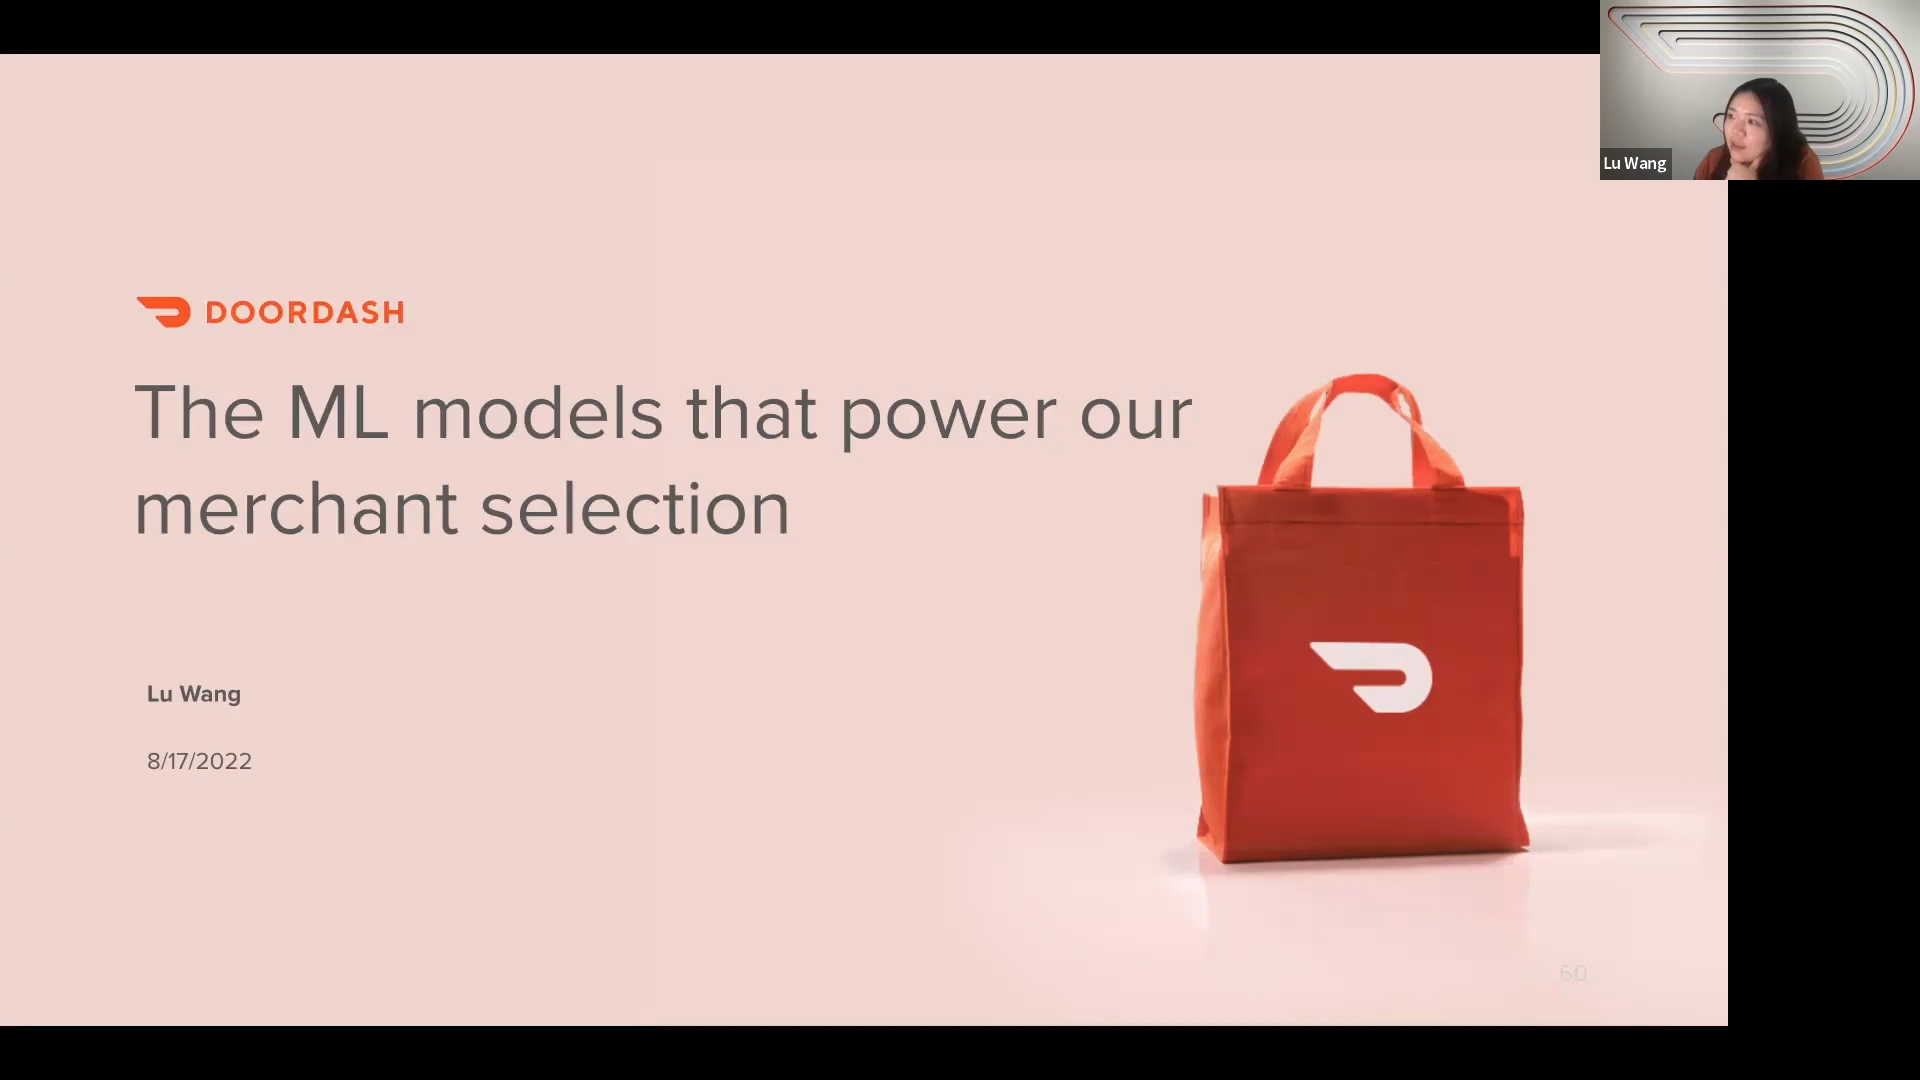 Lu Wang
DOORDASH
The ML models that power our
merchant selection
Lu Wang
8/17/2022
60